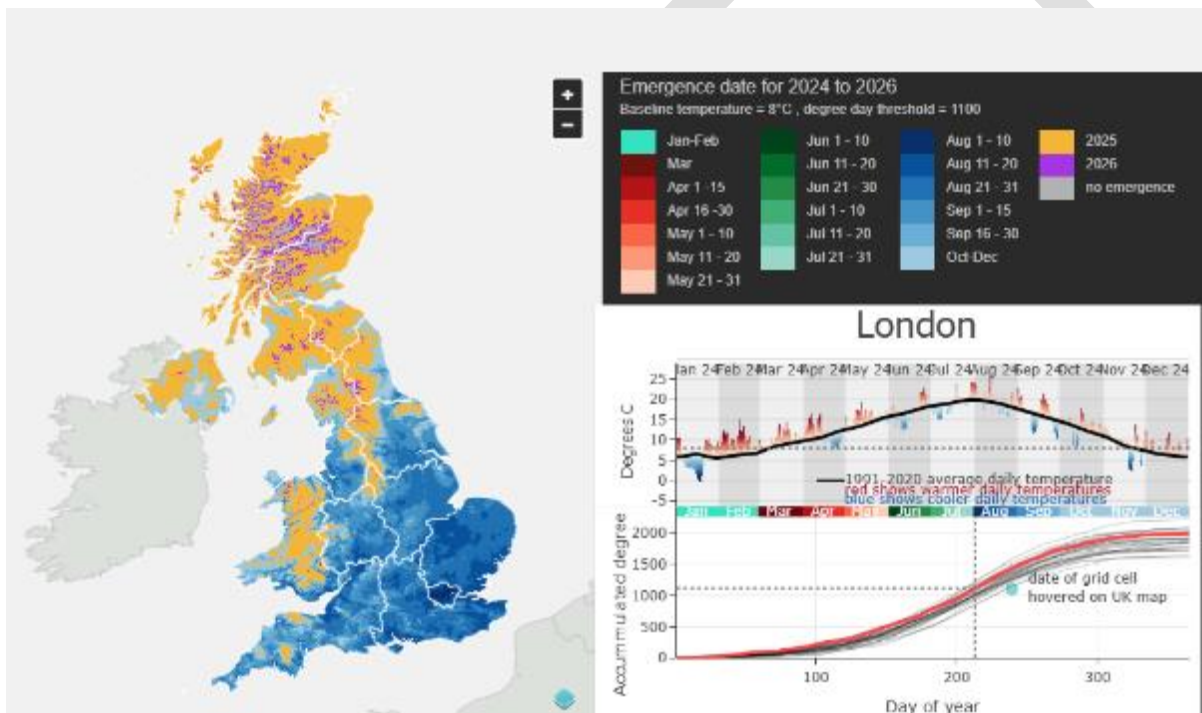 +
−
Emergence date for 2024 to 2026
Baseline temperature = 8°C , degree day threshold = 1100
Jan-Feb
Mar
Apr 1 -15
Apr 16 -30
May 1 - 10
May 11 - 20
May 21 - 31
Jun 1 - 10
Jun 11 - 20
Jun 21 - 30
Jul 1 - 10
Jul 11 - 20
Jul 21 - 31
Aug 1 - 10
Aug 11 - 20
Aug 21 - 31
Sep 1 - 15
Sep 16 - 30
Oct-Dec
2025
2026
no emergence
London
Jan 24 Feb 24 Mar 24 Apr 24 May 24 Jun 24 Jul 24 Aug 24 Sep 24 Oct 24 Nov 24 Dec 24
Degrees C
25
20
15
10
5
0
-5
1991_2020 average daily temperature
red shows warmer daily temperatures
blue shows cooler daily temperatures
Jan Feb Mar Apr May Jun Jul Aug Sep Oct Nov Dec
Accummulated degree
2000
1500
1000
500
0
date of grid cell
hovered on UK map
100 200 300
Day of year